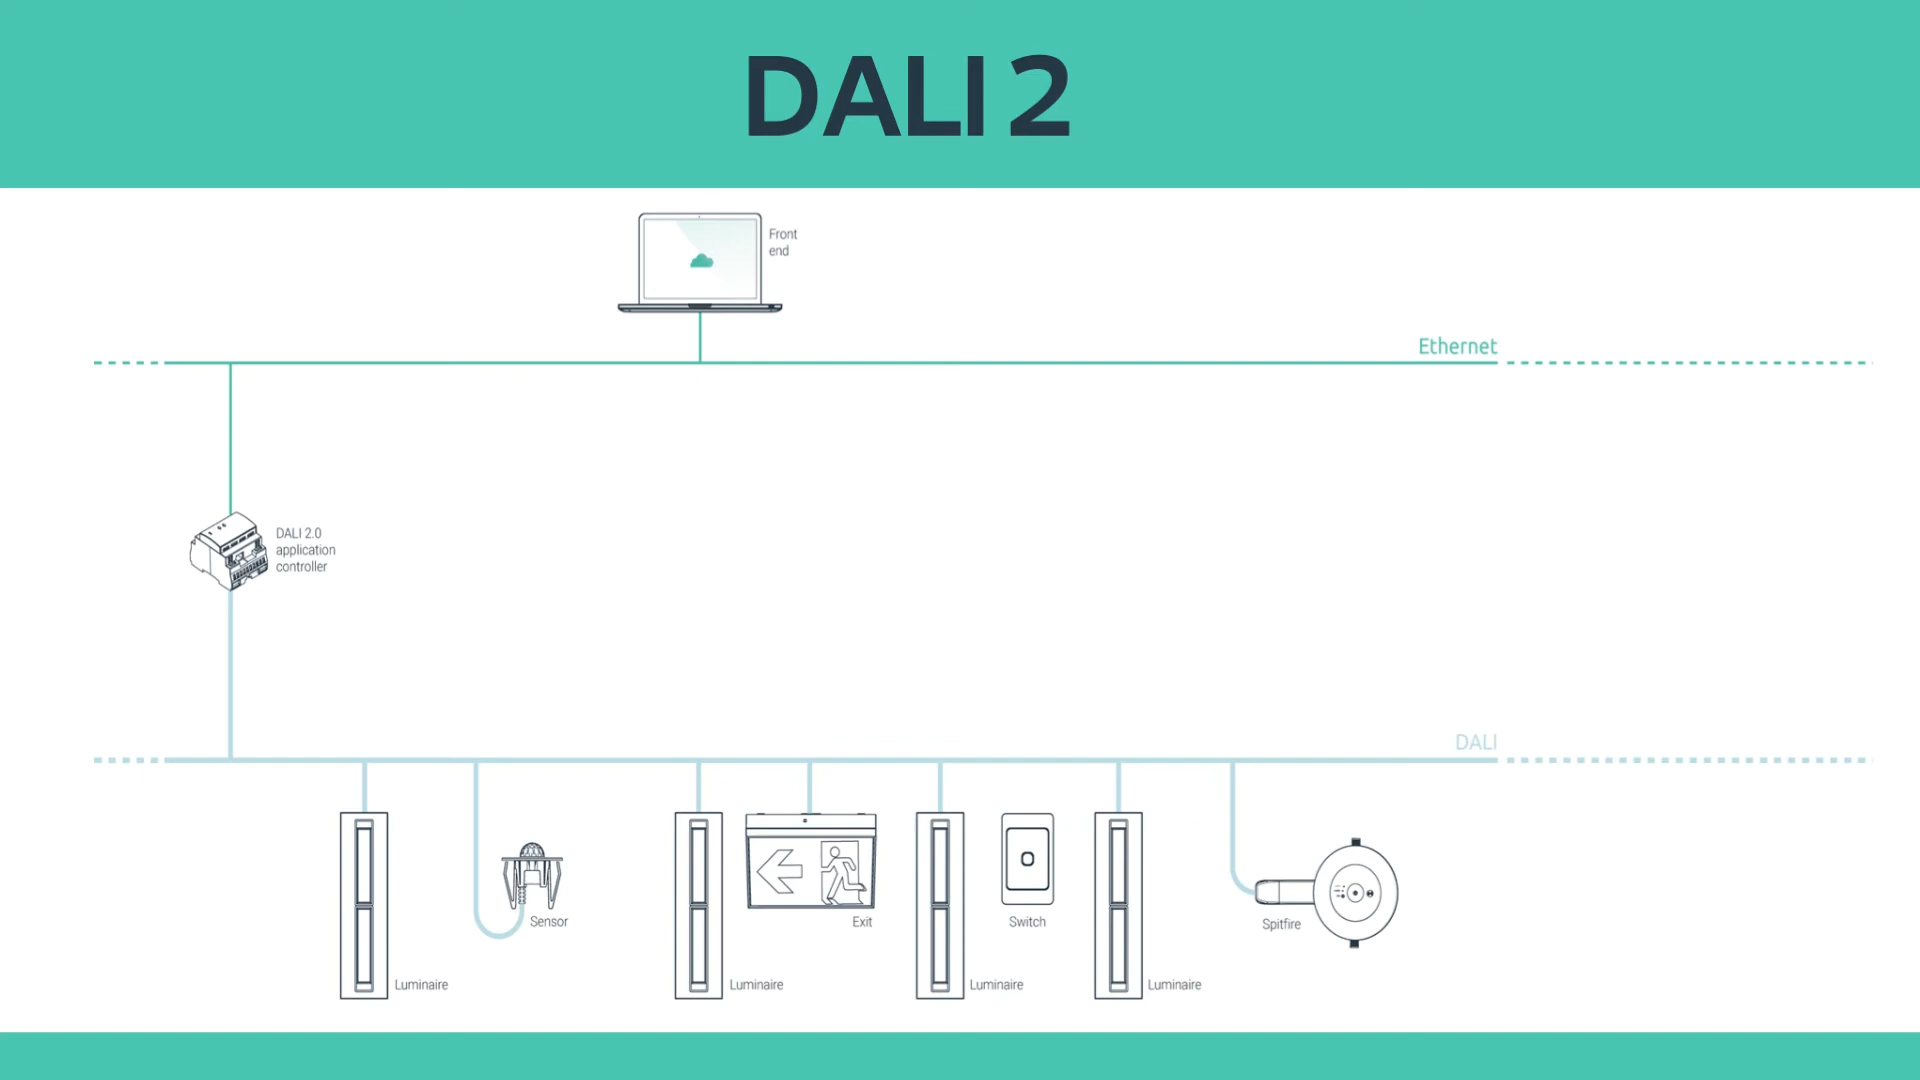 DALI 2
Front
end
Ethernet
DALI 2.0
application
controller
DALI
Luminaire
Sensor
Luminaire
Exit
Luminaire
Switch
Luminaire
Spitfire